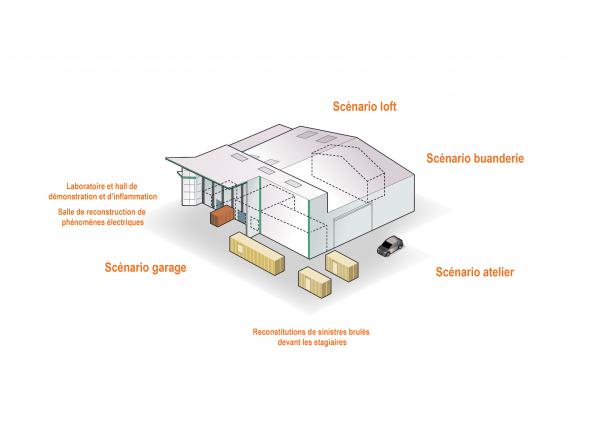 Scénario loft
Scénario buanderie
Laboratoire et hall de
démonstration et d'inflammation
Salle de reconstruction de
phénomènes électriques
Scénario garage
Scénario atelier
Reconstitutions de sinistres brulés
devant les stagiaires